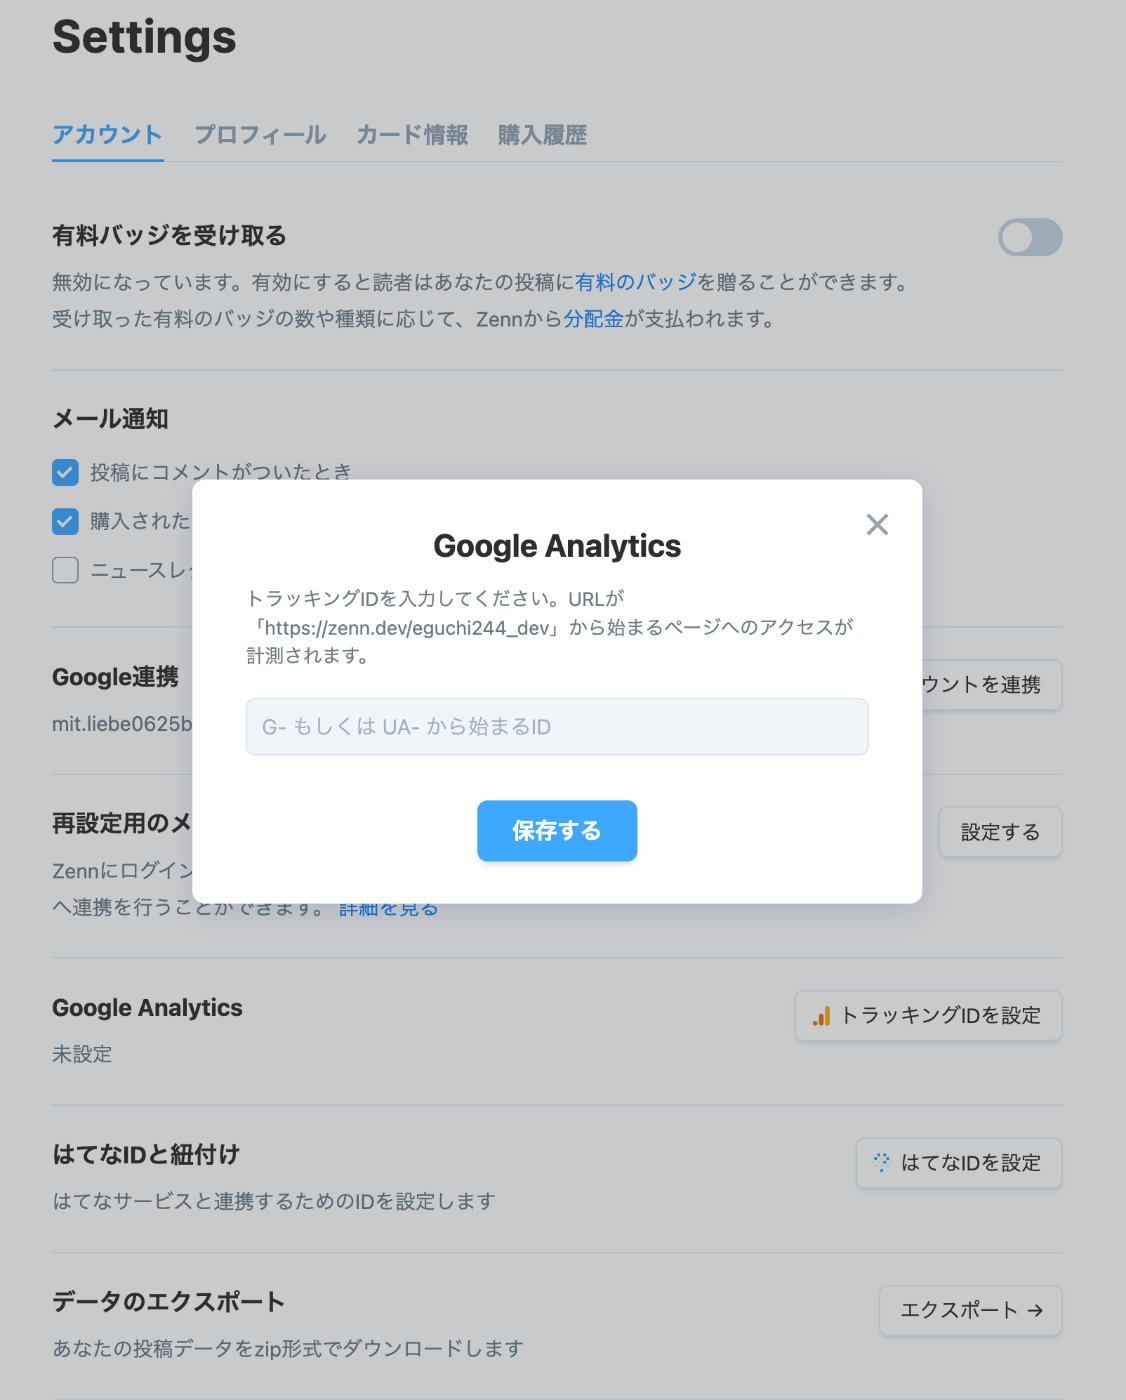 Settings
アカウント プロフィール カード情報 購入履歴
有料バッジを受け取る
無効になっています。有効にすると読者はあなたの投稿に有料のバッジを贈ることができます。
受け取った有料のバッジの数や種類に応じて、Zennから分配金が支払われます。
メール通知
投稿にコメントがついたとき
購入された
ニュースレ
Google Analytics
トラッキングIDを入力してください。URLが
「https://zenn.dev/eguchi244_dev」から始まるページへのアクセスが
計測されます。
G- もしくは UA- から始まるID
保存する
Google連携
mit.liebe0625b
ウントを連携
再設定用のメ
設定する
Zennにログイン
へ連携を行うことができます。 詳細を見る
Google Analytics
未設定
トラッキングIDを設定
はてなIDと紐付け
はてなサービスと連携するためのIDを設定します
はてなIDを設定
データのエクスポート
あなたの投稿データをzip形式でダウンロードします
エクスポート →